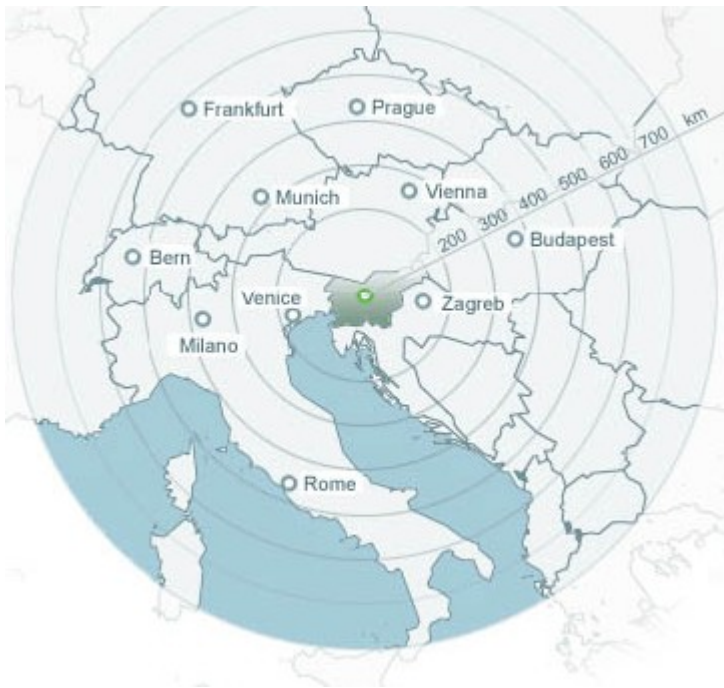 Frankfurt
Prague
Munich
Vienna
200 300 400 500 600 700 km
Budapest
Bern
Venice
Zagreb
Milano
Rome